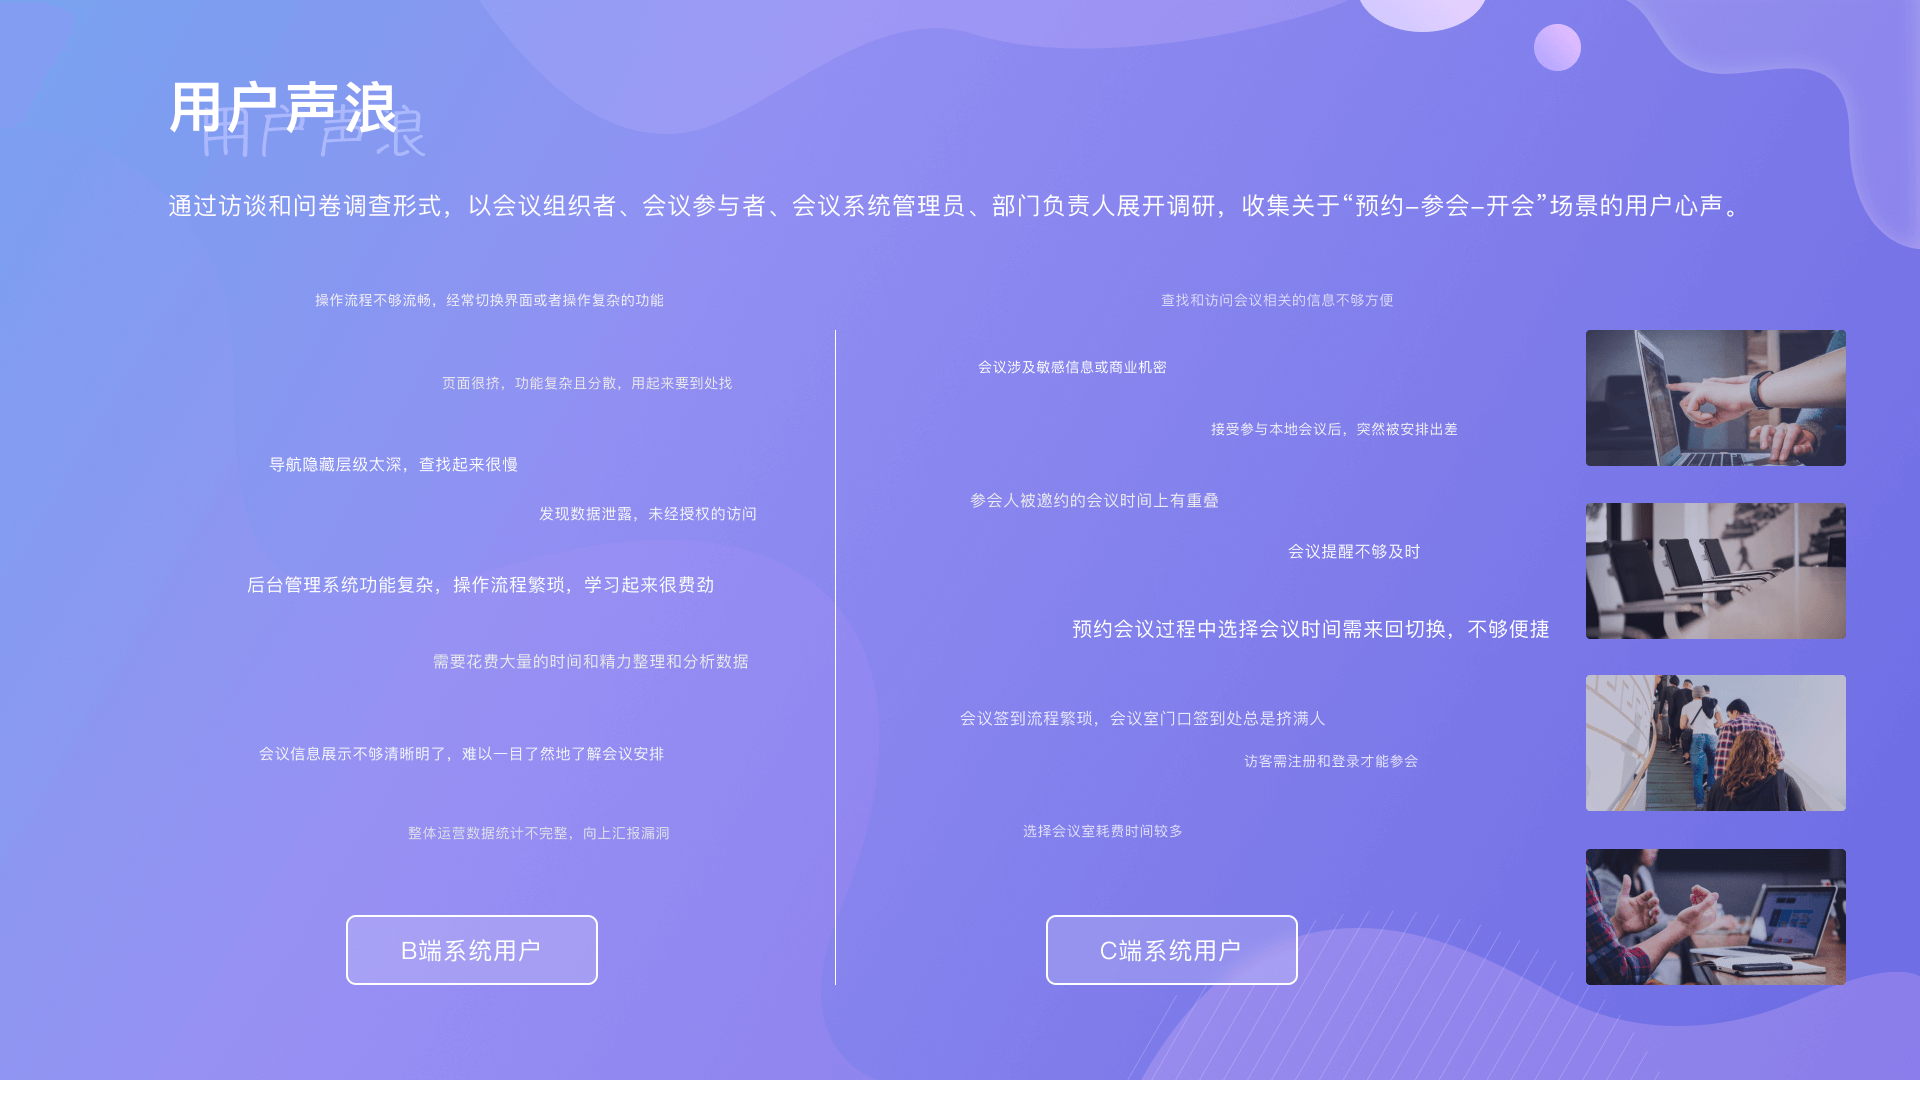 用户声浪
用户声浪
通过访谈和问卷调查形式，以会议组织者、会议参与者、会议系统管理员、部门负责人展开调研，收集关于“预约–参会–开会”场景的用户心声。
操作流程不够流畅，经常切换界面或者操作复杂的功能
页面很挤，功能复杂且分散，用起来要到处找
导航隐藏层级太深，查找起来很慢
发现数据泄露，未经授权的访问
后台管理系统功能复杂，操作流程繁琐，学习起来很费劲
需要花费大量的时间和精力整理和分析数据
会议信息展示不够清晰明了，难以一目了然地了解会议安排
整体运营数据统计不完整，向上汇报漏洞
B端系统用户
查找和访问会议相关的信息不够方便
会议涉及敏感信息或商业机密
接受参与本地会议后，突然被安排出差
参会人被邀约的会议时间上有重叠
会议提醒不够及时
预约会议过程中选择会议时间需来回切换，不够便捷
会议签到流程繁琐，会议室门口签到处总是挤满人
访客需注册和登录才能参会
选择会议室耗费时间较多
C端系统用户